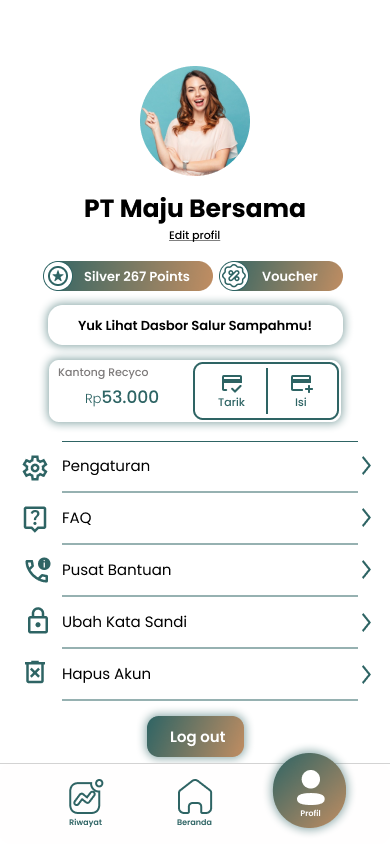 PT Maju Bersama
Edit profil
Silver 267 Points
Voucher
Yuk Lihat Dasbor Salur Sampahmu!
Kantong Recyco
Rp53.000
Tarik
Isi
Pengaturan
FAQ
Pusat Bantuan
Ubah Kata Sandi
Hapus Akun
Log out
Riwayat
Beranda
Profil